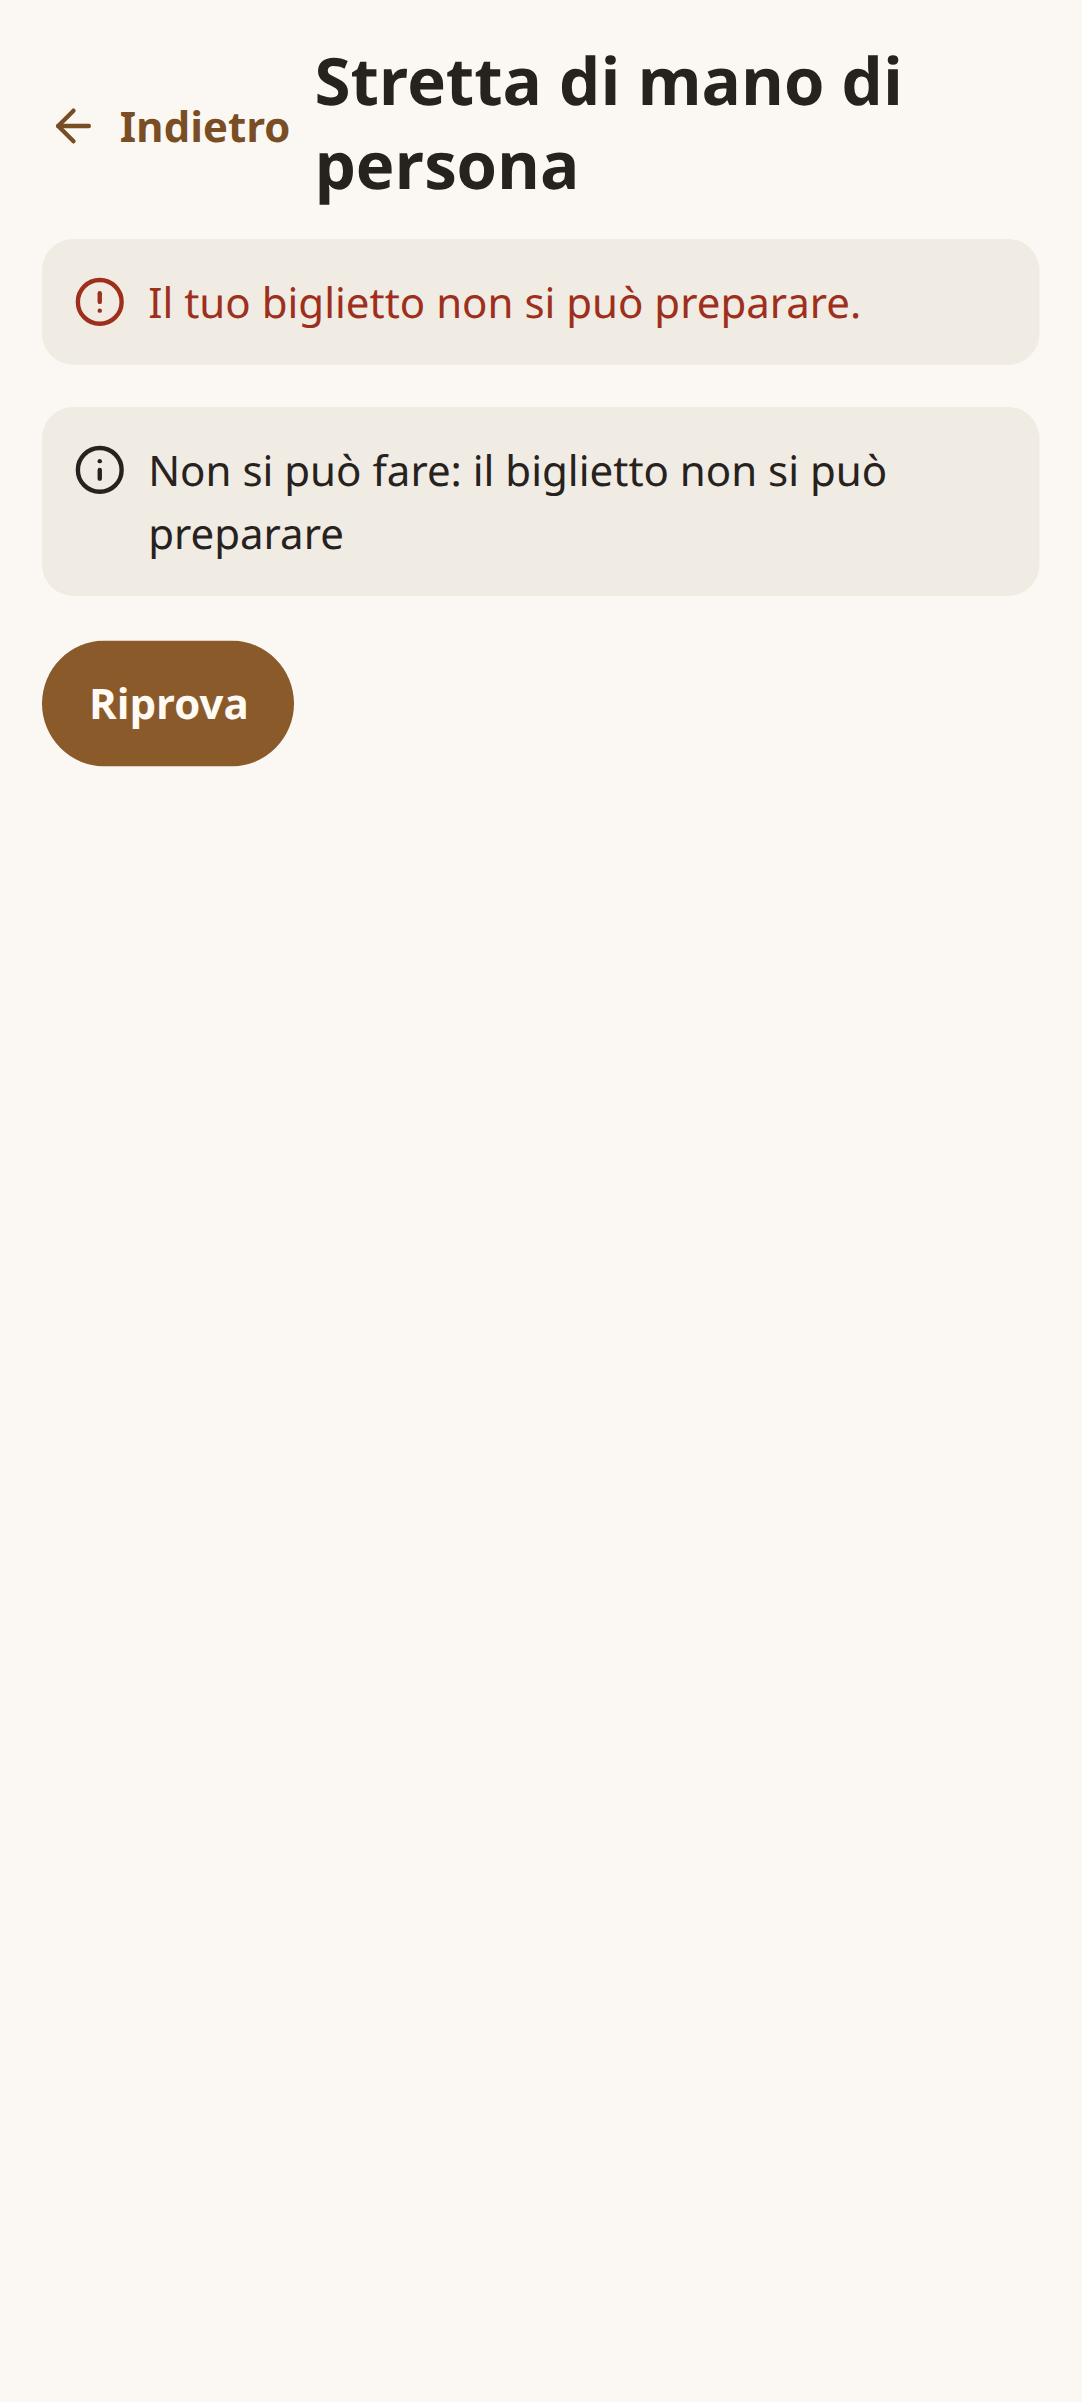 Indietro
Stretta di mano di
persona
Il tuo biglietto non si può preparare.
Non si può fare: il biglietto non si può
preparare
Riprova